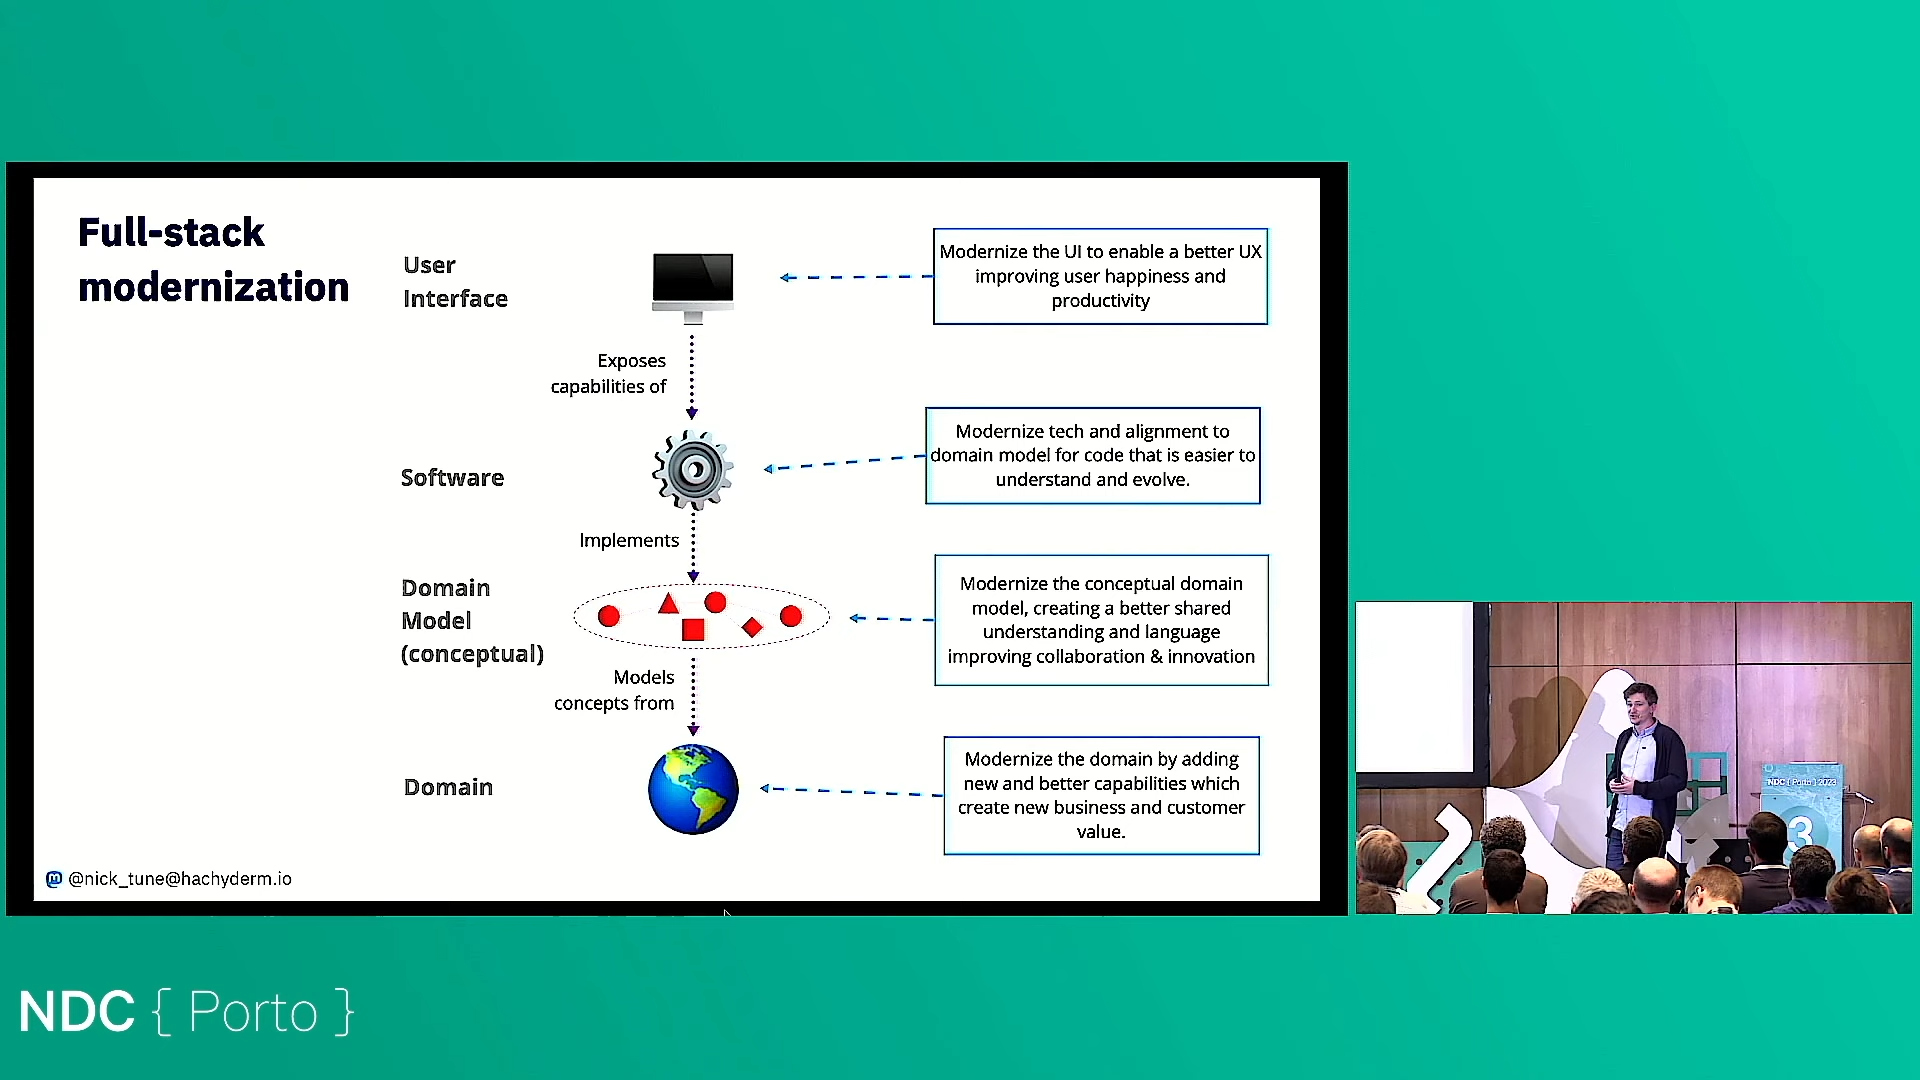 Full-stack
modernization
User
Interface
Modernize the UI to enable a better UX
improving user happiness and
productivity
Exposes
capabilities of
Software
Modernize tech and alignment to
domain model for code that is easier to
understand and evolve.
Implements
Domain
Model
(conceptual)
Modernize the conceptual domain
model, creating a better shared
understanding and language
improving collaboration & innovation
Models
concepts from
Domain
Modernize the domain by adding
new and better capabilities which
create new business and customer
value.
@nick_tune@hachyderm.io
NDC { Porto } 2023
3
NDC { Porto }